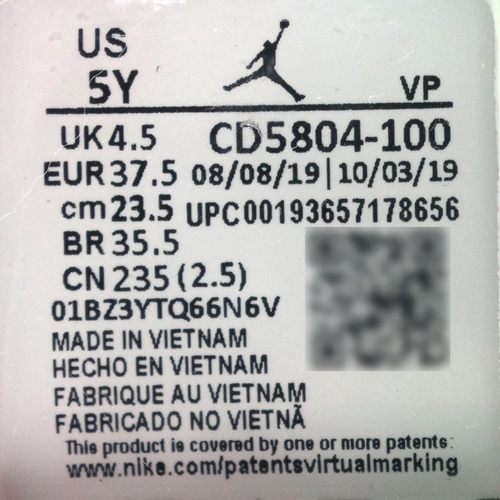 US
5Y
VP
UK 4.5 CD5804-100
EUR 37.5 08/08/19 | 10/03/19
cm 23.5 UPC00193657178656
BR 35.5
CN 235 (2.5)
01BZ3YTQ66N6V
MADE IN VIETNAM
HECHO EN VIETNAM
FABRIQUE AU VIETNAM
FABRICADO NO VIETNÃ
This product is covered by one or more patents:
www.nike.com/patentsvirtualmarking